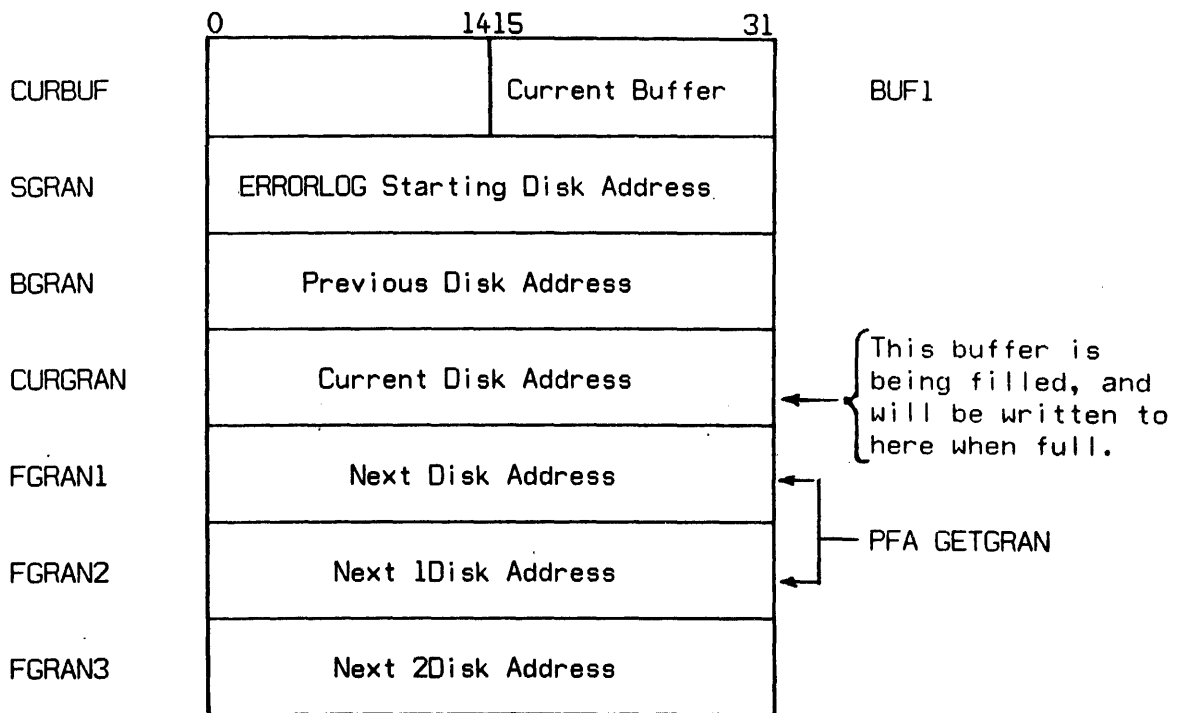 0 1415 31
CURBUF Current Buffer BUF1
SGRAN ERRORLOG Starting Disk Address
BGRAN Previous Disk Address
CURGRAN Current Disk Address
This buffer is
being filled, and
will be written to
here when full.
FGRAN1 Next Disk Address
PFA GETGRAN
FGRAN2 Next 1Disk Address
FGRAN3 Next 2Disk Address